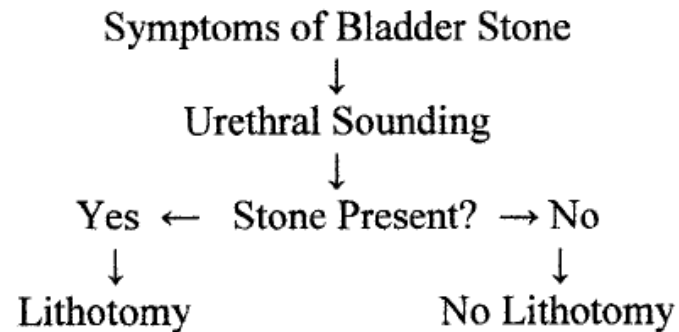 Symptoms of Bladder Stone
↓
Urethral Sounding
↓
Yes ← Stone Present? → No
↓ ↓
Lithotomy No Lithotomy